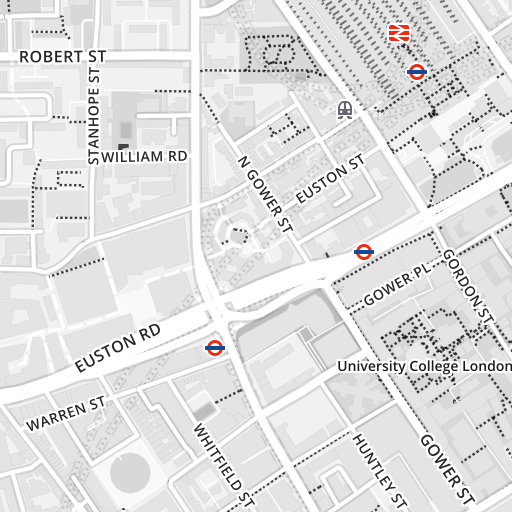 ROBERT ST
STANHOPE ST
WILLIAM RD
N GOWER ST
EUSTON ST
GORDON ST
GOWER PL
EUSTON RD
University College London
WARREN ST
WHITFIELD ST
HUNTLEY ST
GOWER ST